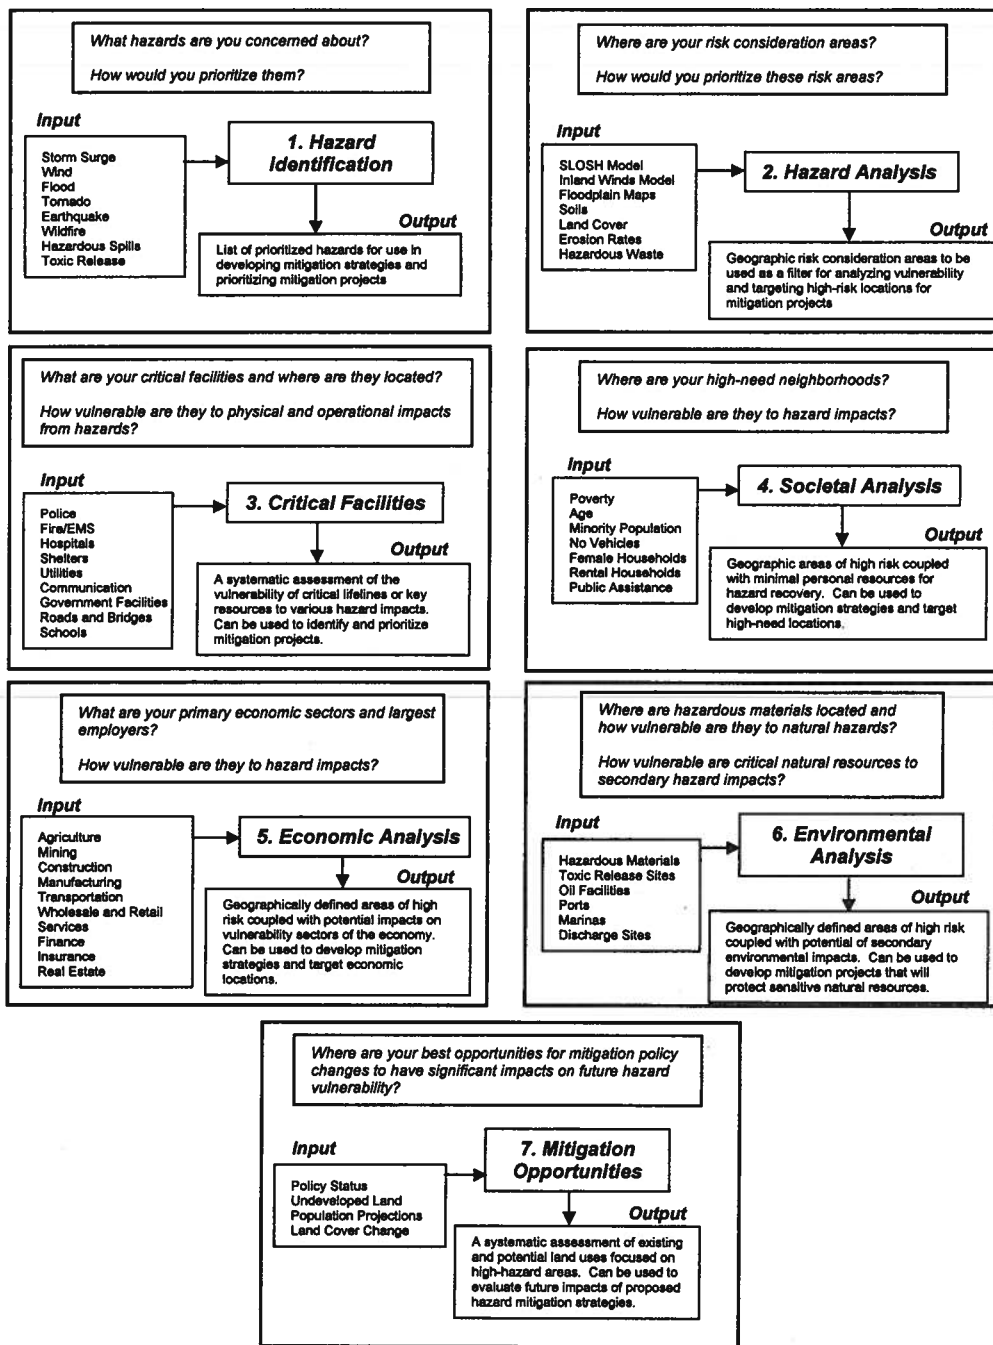 What hazards are you concerned about?
How would you prioritize them?
Input
Storm Surge
Wind
Flood
Tornado
Earthquake
Wildfire
Hazardous Spills
Toxic Release
1. Hazard
Identification
Output
List of prioritized hazards for use in
developing mitigation strategies and
prioritizing mitigation projects
Where are your risk consideration areas?
How would you prioritize these risk areas?
Input
SLOSH Model
Inland Winds Model
Floodplain Maps
Soils
Land Cover
Erosion Rates
Hazardous Waste
2. Hazard Analysis
Output
Geographic risk consideration areas to be
used as a filter for analyzing vulnerability
and targeting high-risk locations for
mitigation projects
What are your critical facilities and where are they located?
How vulnerable are they to physical and operational impacts
from hazards?
Input
Police
Fire/EMS
Hospitals
Shelters
Utilities
Communication
Government Facilities
Roads and Bridges
Schools
3. Critical Facilities
Output
A systematic assessment of the
vulnerability of critical lifelines or key
resources to various hazard impacts.
Can be used to identify and prioritize
mitigation projects.
Where are your high-need neighborhoods?
How vulnerable are they to hazard impacts?
Input
Poverty
Age
Minority Population
No Vehicles
Female Households
Rental Households
Public Assistance
4. Societal Analysis
Output
Geographic areas of high risk coupled
with minimal personal resources for
hazard recovery. Can be used to
develop mitigation strategies and target
high-need locations.
What are your primary economic sectors and largest
employers?
How vulnerable are they to hazard impacts?
Input
Agriculture
Mining
Construction
Manufacturing
Transportation
Wholesale and Retail
Services
Finance
Insurance
Real Estate
5. Economic Analysis
Output
Geographically defined areas of high
risk coupled with potential impacts on
vulnerability sectors of the economy.
Can be used to develop mitigation
strategies and target economic
locations.
Where are hazardous materials located and
how vulnerable are they to natural hazards?
How vulnerable are critical natural resources to
secondary hazard impacts?
Input
Hazardous Materials
Toxic Release Sites
Oil Facilities
Ports
Marinas
Discharge Sites
6. Environmental
Analysis
Output
Geographically defined areas of high risk
coupled with potential of secondary
environmental impacts. Can be used to
develop mitigation projects that will
protect sensitive natural resources.
Where are your best opportunities for mitigation policy
changes to have significant impacts on future hazard
vulnerability?
Input
Policy Status
Undeveloped Land
Population Projections
Land Cover Change
7. Mitigation
Opportunities
Output
A systematic assessment of existing
and potential land uses focused on
high-hazard areas. Can be used to
evaluate future impacts of proposed
hazard mitigation strategies.